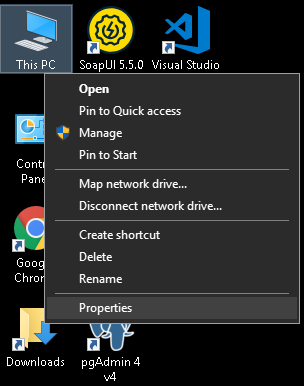 This PC
SoapUI 5.5.0
Visual Studio
Open
Pin to Quick access
Manage
Pin to Start
Map network drive...
Disconnect network drive...
Create shortcut
Delete
Rename
Properties
Contr
Pane
Goog
Chrom
Downloads
pgAdmin 4
v4